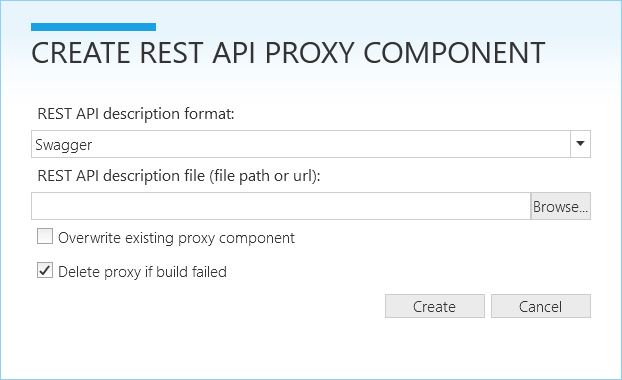 CREATE REST API PROXY COMPONENT
REST API description format:
Swagger
REST API description file (file path or url):
Browse...
Overwrite existing proxy component
Delete proxy if build failed
Create Cancel